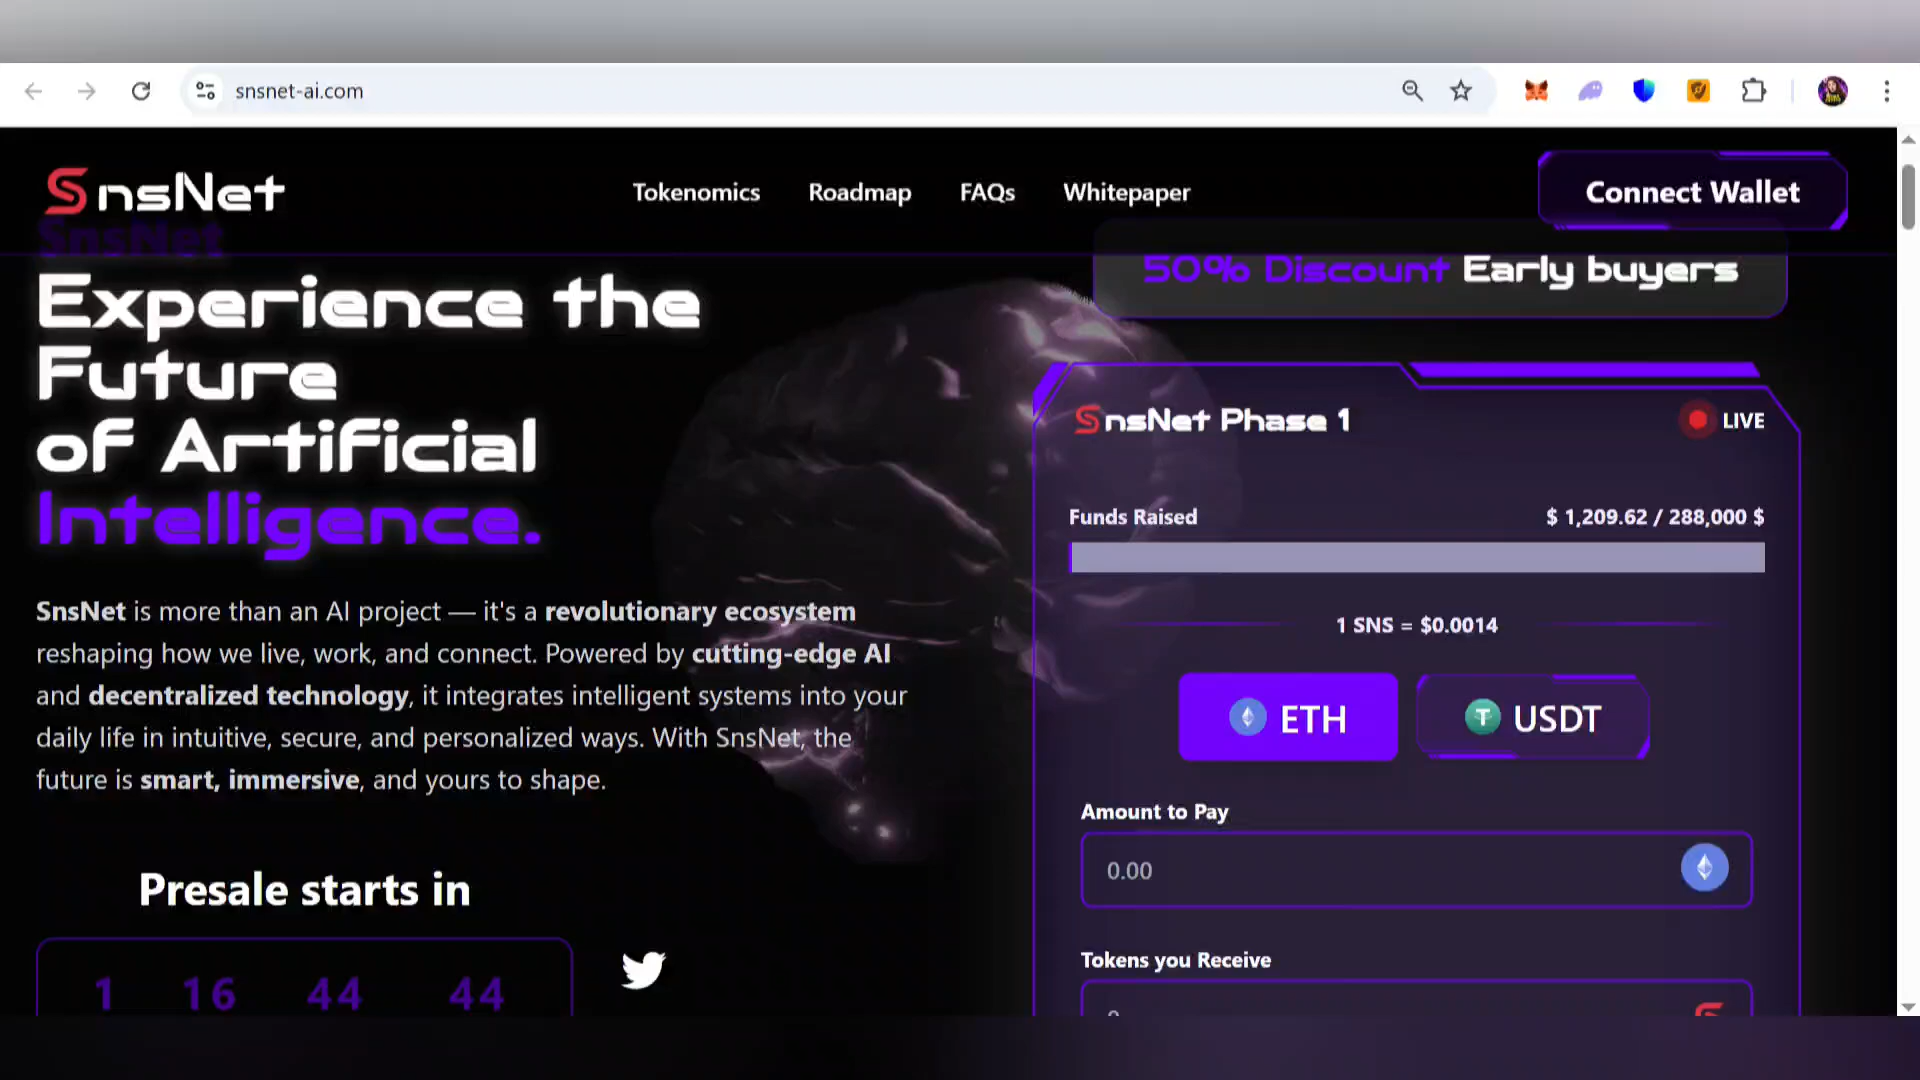 snsnet-ai.com
SnsNet
Tokenomics
Roadmap
FAQs
Whitepaper
Connect Wallet
SnsNet
Experience the
Future
of Artificial
Intelligence.
SnsNet is more than an AI project — it's a revolutionary ecosystem
reshaping how we live, work, and connect. Powered by cutting-edge AI
and decentralized technology, it integrates intelligent systems into your
daily life in intuitive, secure, and personalized ways. With SnsNet, the
future is smart, immersive, and yours to shape.
Presale starts in
1 16 44 44
50% Discount Early buyers
SnsNet Phase 1
LIVE
Funds Raised
$ 1,209.62 / 288,000 $
1 SNS = $0.0014
ETH
USDT
Amount to Pay
0.00
Tokens you Receive